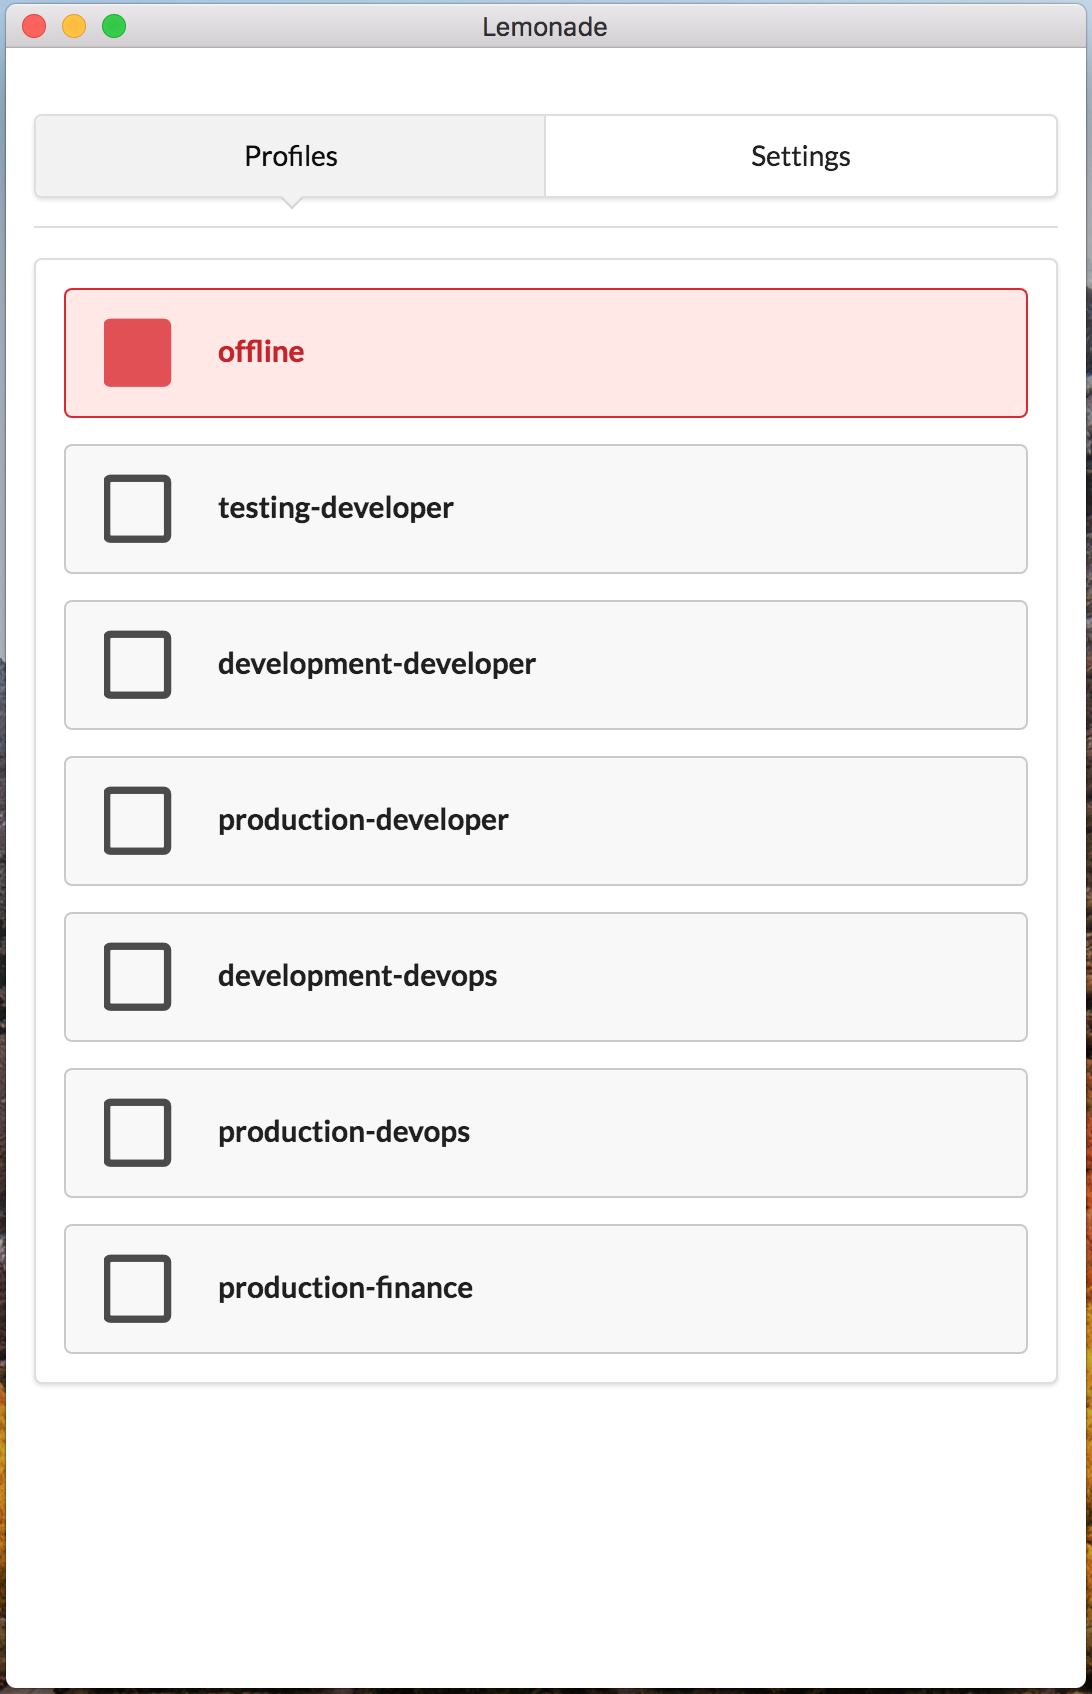 Lemonade
Profiles
Settings
offline
testing-developer
development-developer
production-developer
development-devops
production-devops
production-finance